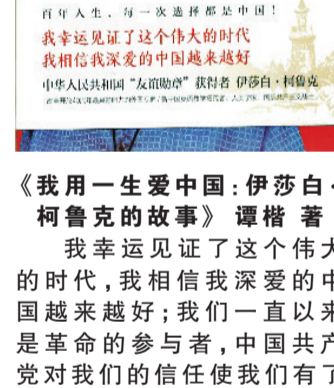 百年人生，每一次选择都是中国！
我幸运见证了这个伟大的时代
我相信我深爱的中国越来越好
中华人民共和国“友谊勋章”获得者 伊莎白·柯鲁克
《我用一生爱中国：伊莎白·
柯鲁克的故事》 谭楷 著
我幸运见证了这个伟大
的时代，我相信我深爱的中
国越来越好；我们一直以来
是革命的参与者，中国共产
党对我们的信任使我们有了